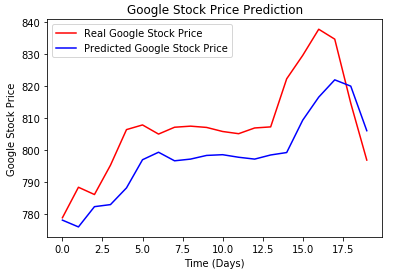 Google Stock Price Prediction
Real Google Stock Price
Predicted Google Stock Price
Google Stock Price
840
830
820
810
800
790
780
0.0 2.5 5.0 7.5 10.0 12.5 15.0 17.5
Time (Days)